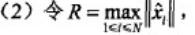 (2) 令 R = max_{1≤i≤N} ‖x̂_i‖，